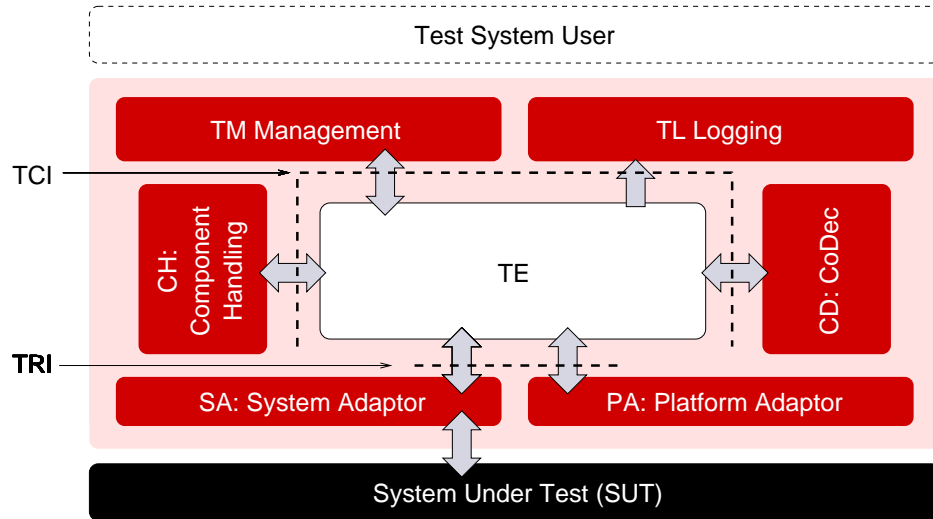 Test System User
TM Management
TL Logging
TCI
CH:
Component
Handling
TE
CD: CoDec
TRI
SA: System Adaptor
PA: Platform Adaptor
System Under Test (SUT)